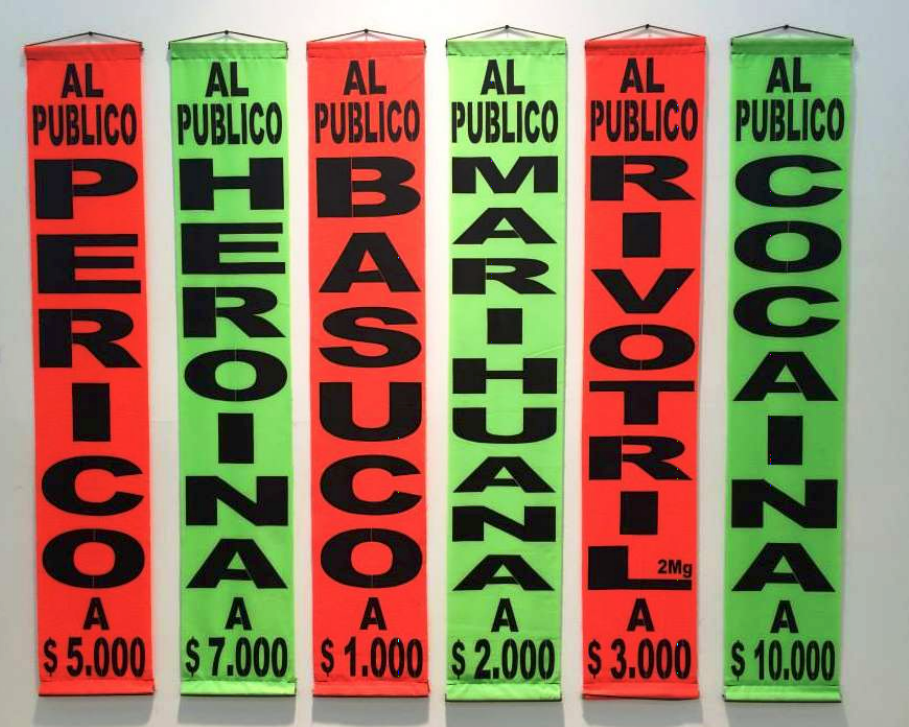 AL
PUBLICO
PERICO
A
$ 5.000
AL
PUBLICO
HEROINA
A
$ 7.000
AL
PUBLICO
BASUCO
A
$ 1.000
AL
PUBLICO
MARIHUANA
A
$ 2.000
AL
PUBLICO
RIVOTRIL
2Mg
A
$ 3.000
AL
PUBLICO
COCAINA
A
$ 10.000